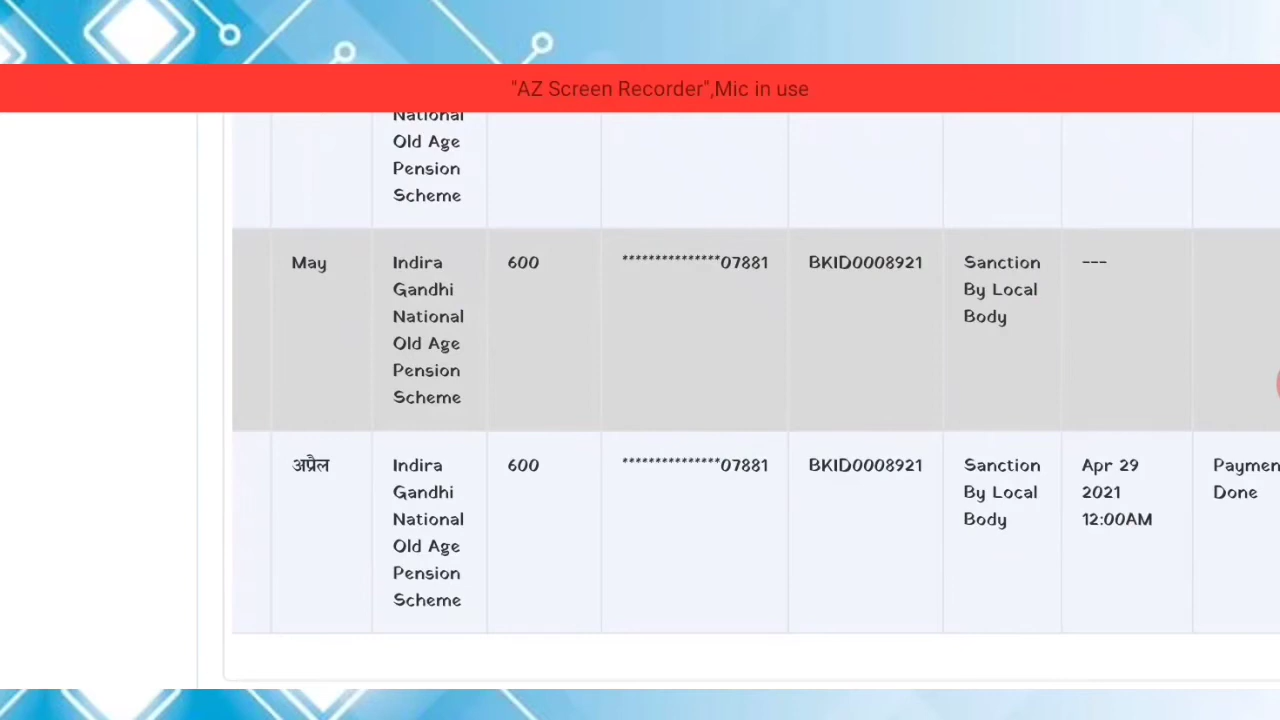 "AZ Screen Recorder",Mic in use
National
Old Age
Pension
Scheme
May
Indira
Gandhi
National
Old Age
Pension
Scheme
600
***************07881
BKID0008921
Sanction
By Local
Body
---
अप्रैल
Indira
Gandhi
National
Old Age
Pension
Scheme
600
***************07881
BKID0008921
Sanction
By Local
Body
Apr 29
2021
12:00AM
Paymen
Done